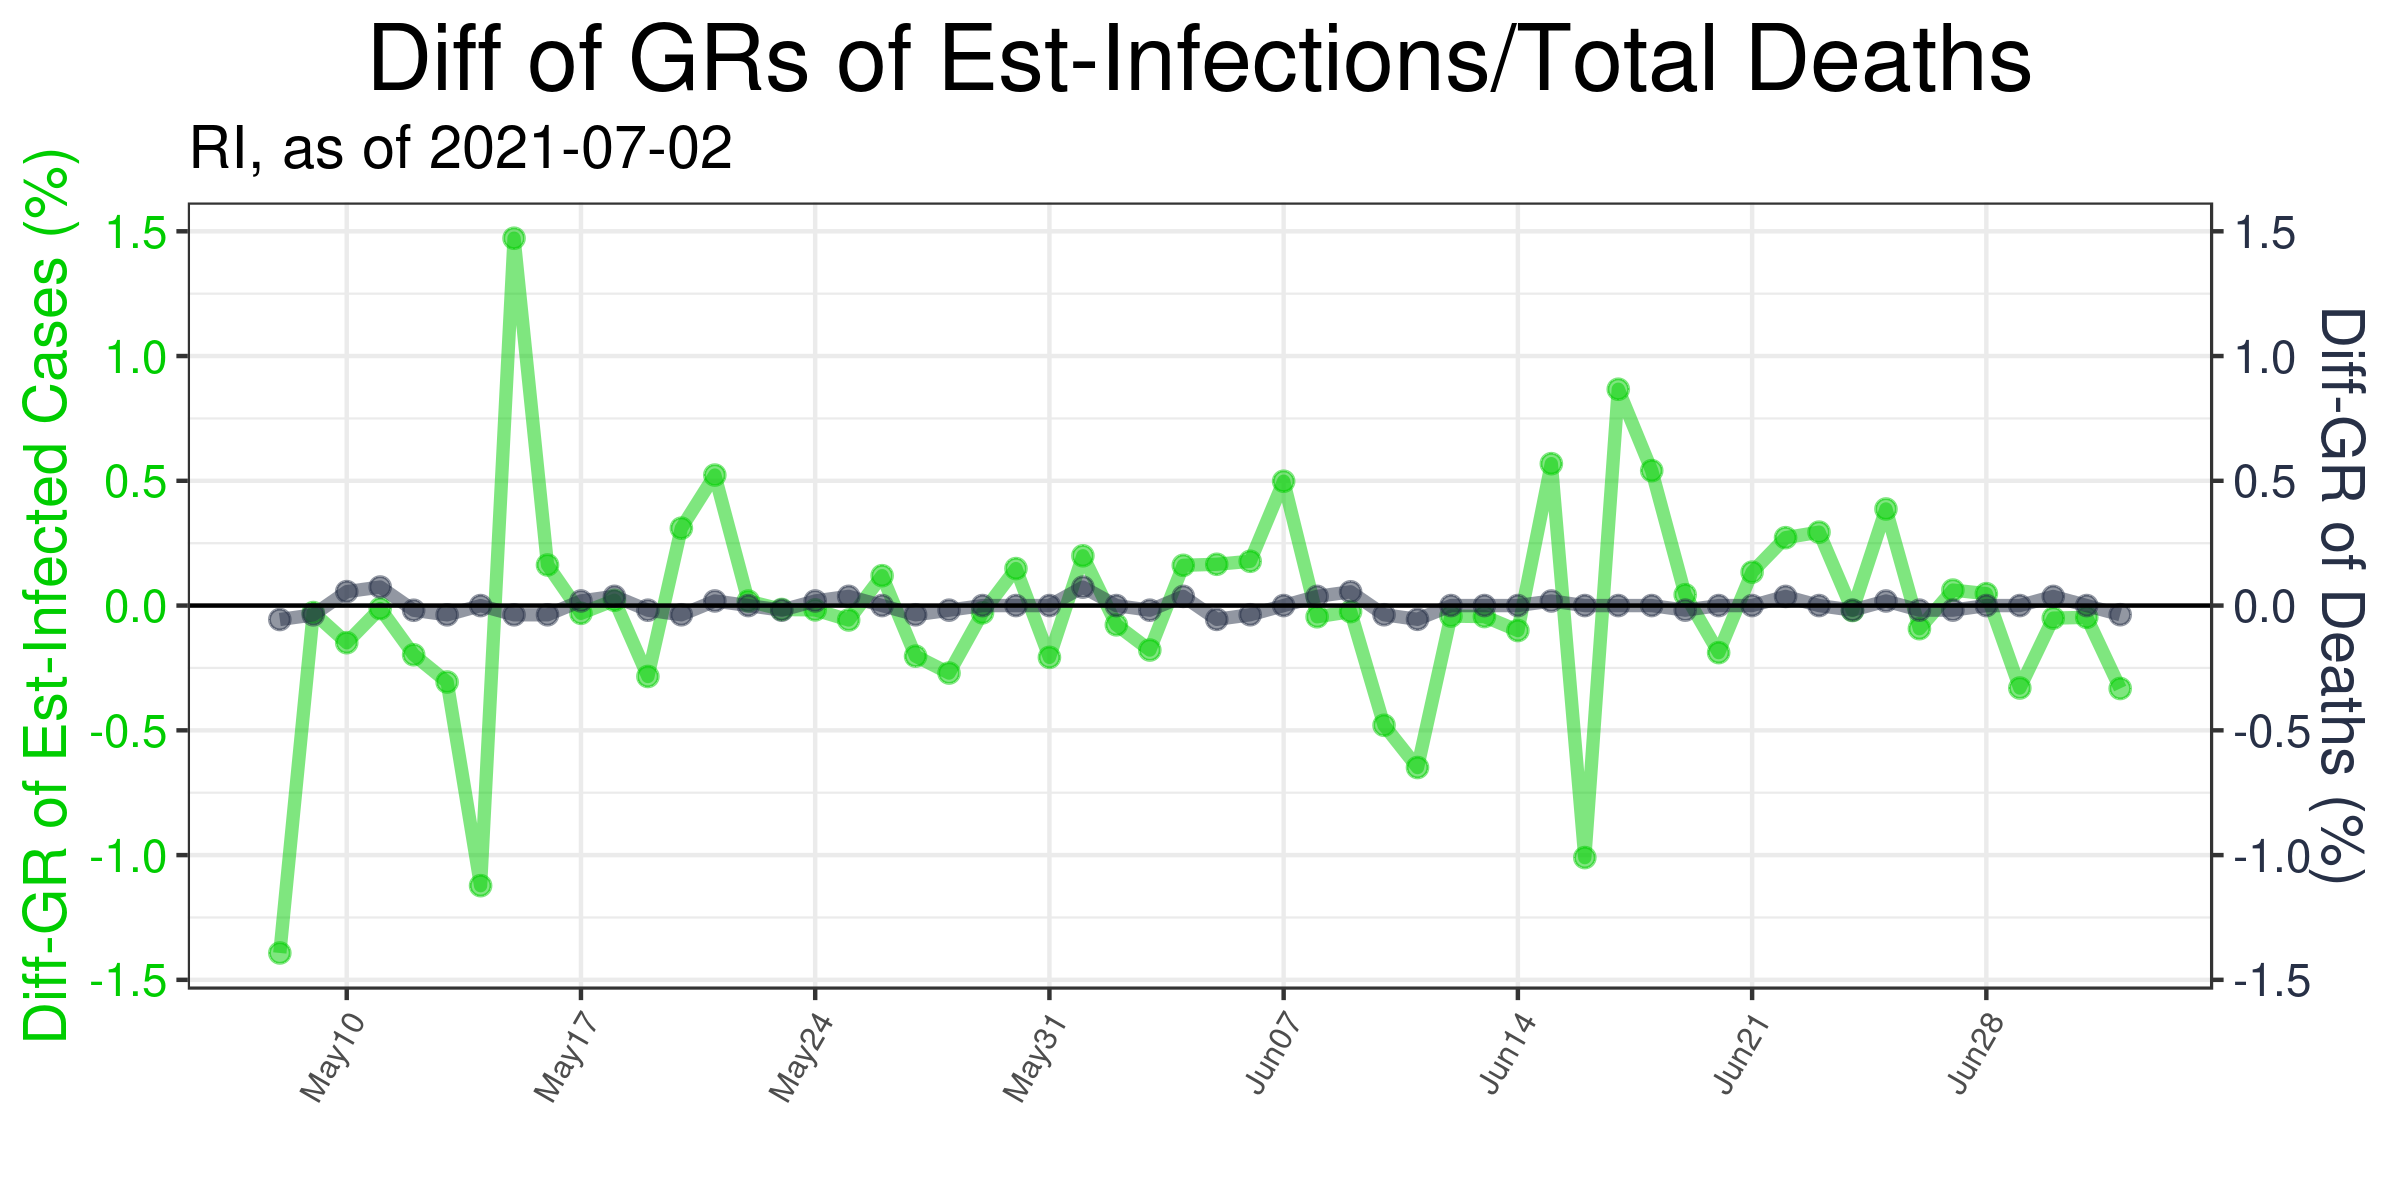 Diff of GRs of Est-Infections/Total Deaths
RI, as of 2021-07-02
Diff-GR of Est-Infected Cases (%)
1.5
1.0
0.5
0.0
-0.5
-1.0
-1.5
1.5
1.0
0.5
0.0
-0.5
-1.0
-1.5
Diff-GR of Deaths (%)
May10 May17 May24 May31 Jun07 Jun14 Jun21 Jun28